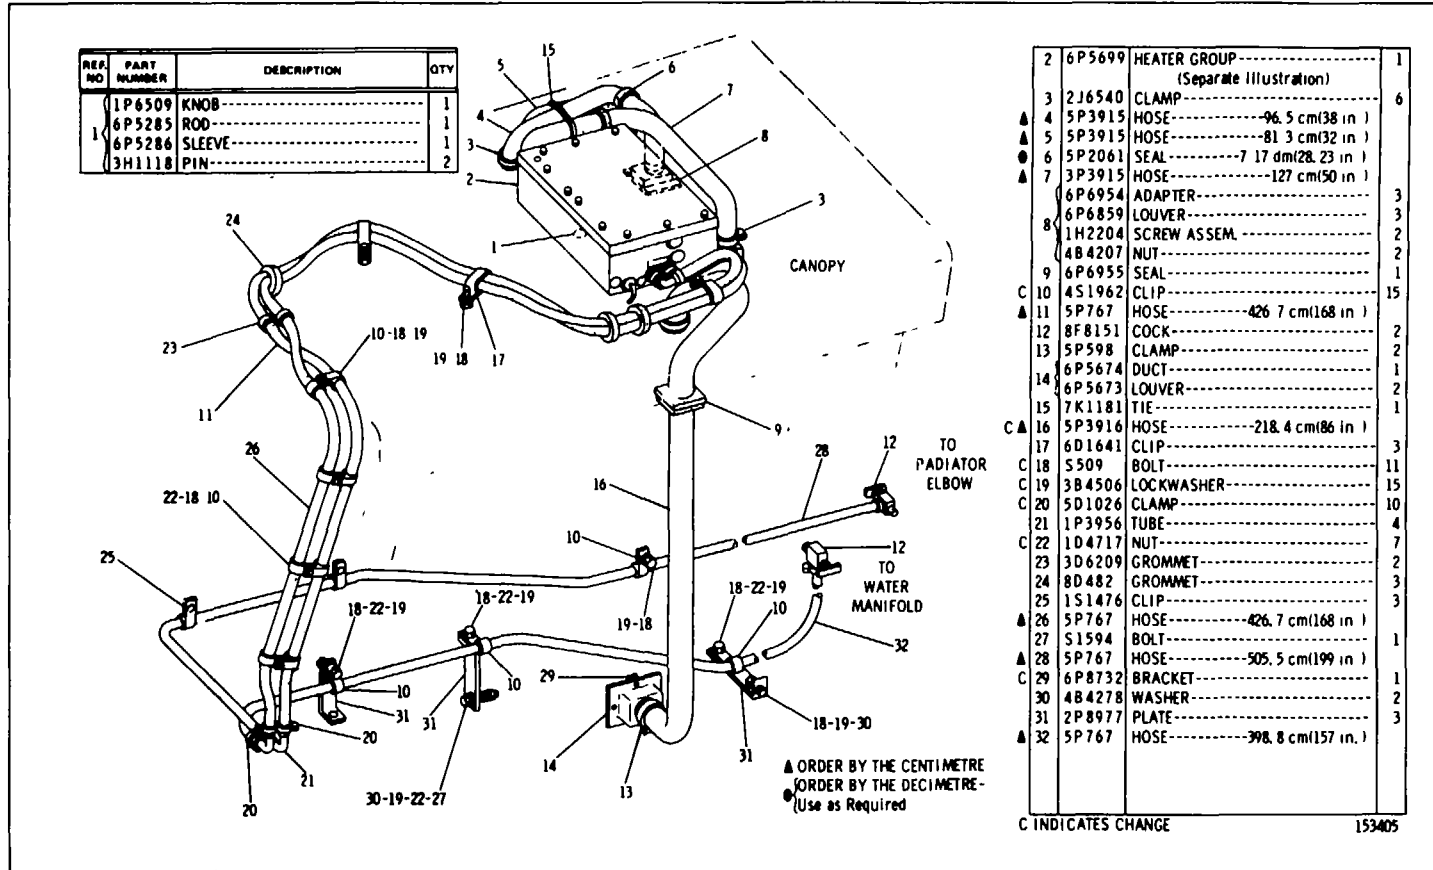 REF. NO PART NUMBER DESCRIPTION QTY
1 1P6509 KNOB 1
6P5285 ROD 1
6P5286 SLEEVE 1
3H1118 PIN 2
15
5
6
4
7
3
8
2
3
1
24
CANOPY
23
10-18 19
19 18
17
11
9
26
28
12
TO
RADIATOR
ELBOW
22-18 10
16
10
12
TO
WATER
MANIFOLD
25
18-22-19
18-22-19
18-22-19
10
19-18
32
10
10
29
31
31
18-19-30
20
31
14
21
30-19-22-27
13
20
▲ ORDER BY THE CENTIMETRE
● ORDER BY THE DECIMETRE-
Use as Required
2 6P5699 HEATER GROUP 1
(Separate Illustration)
3 2J6540 CLAMP 6
▲ 4 5P3915 HOSE 96.5 cm(38 in )
▲ 5 5P3915 HOSE 81 3 cm(32 in )
● 6 5P2061 SEAL 7 17 dm(28.23 in )
▲ 7 3P3915 HOSE 127 cm(50 in )
8 6P6954 ADAPTER 3
6P6859 LOUVER 3
1H2204 SCREW ASSEM. 2
4B4207 NUT 2
9 6P6955 SEAL 1
C 10 4S1962 CLIP 15
▲ 11 5P767 HOSE 426 7 cm(168 in )
12 8F8151 COCK 2
13 5P598 CLAMP 2
14 6P5674 DUCT 1
6P5673 LOUVER 2
15 7K1181 TIE 1
C ▲ 16 5P3916 HOSE 218.4 cm(86 in )
17 6D1641 CLIP 3
C 18 S509 BOLT 11
C 19 3B4506 LOCKWASHER 15
C 20 5D1026 CLAMP 10
21 1P3956 TUBE 4
C 22 1D4717 NUT 7
23 3D6209 GROMMET 2
24 8D482 GROMMET 3
25 1S1476 CLIP 3
▲ 26 5P767 HOSE 426.7 cm(168 in )
27 S1594 BOLT 1
▲ 28 5P767 HOSE 505.5 cm(199 in )
C 29 6P8732 BRACKET 1
30 4B4278 WASHER 2
31 2P8977 PLATE 3
▲ 32 5P767 HOSE 398.8 cm(157 in. )
C INDICATES CHANGE 153405